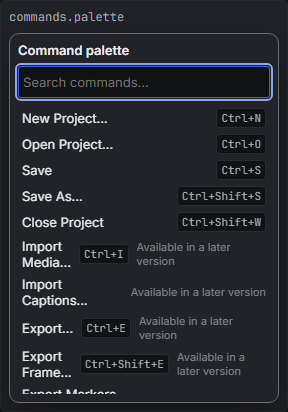 commands.palette
Command palette
Search commands...
New Project... Ctrl+N
Open Project... Ctrl+O
Save Ctrl+S
Save As... Ctrl+Shift+S
Close Project Ctrl+Shift+W
Import Media... Ctrl+I Available in a later version
Import Captions... Available in a later version
Export... Ctrl+E Available in a later version
Export Frame... Ctrl+Shift+E Available in a later version
Export Markers